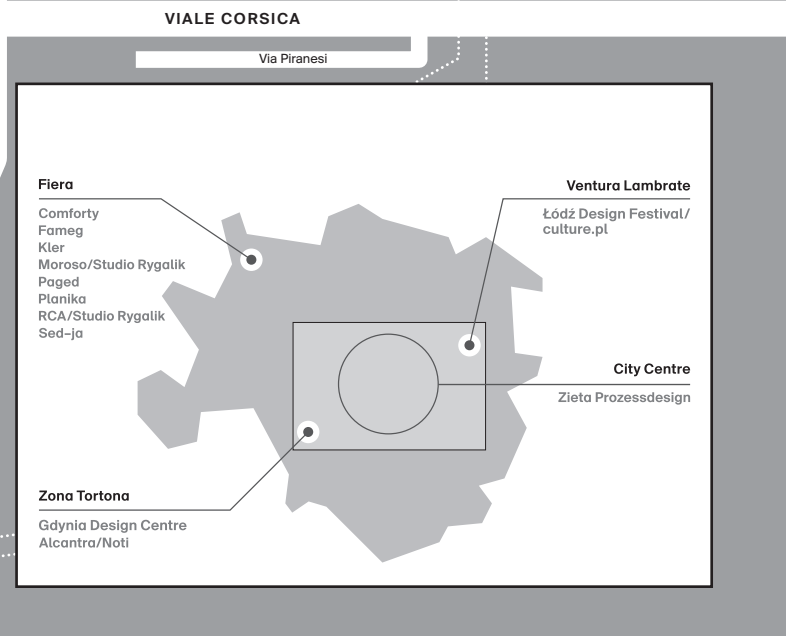 VIALE CORSICA
Via Piranesi
Fiera
Comforty
Fameg
Kler
Moroso/Studio Rygalik
Paged
Planika
RCA/Studio Rygalik
Sed–ja
Ventura Lambrate
Łódź Design Festival/
culture.pl
City Centre
Zieta Prozessdesign
Zona Tortona
Gdynia Design Centre
Alcantra/Noti